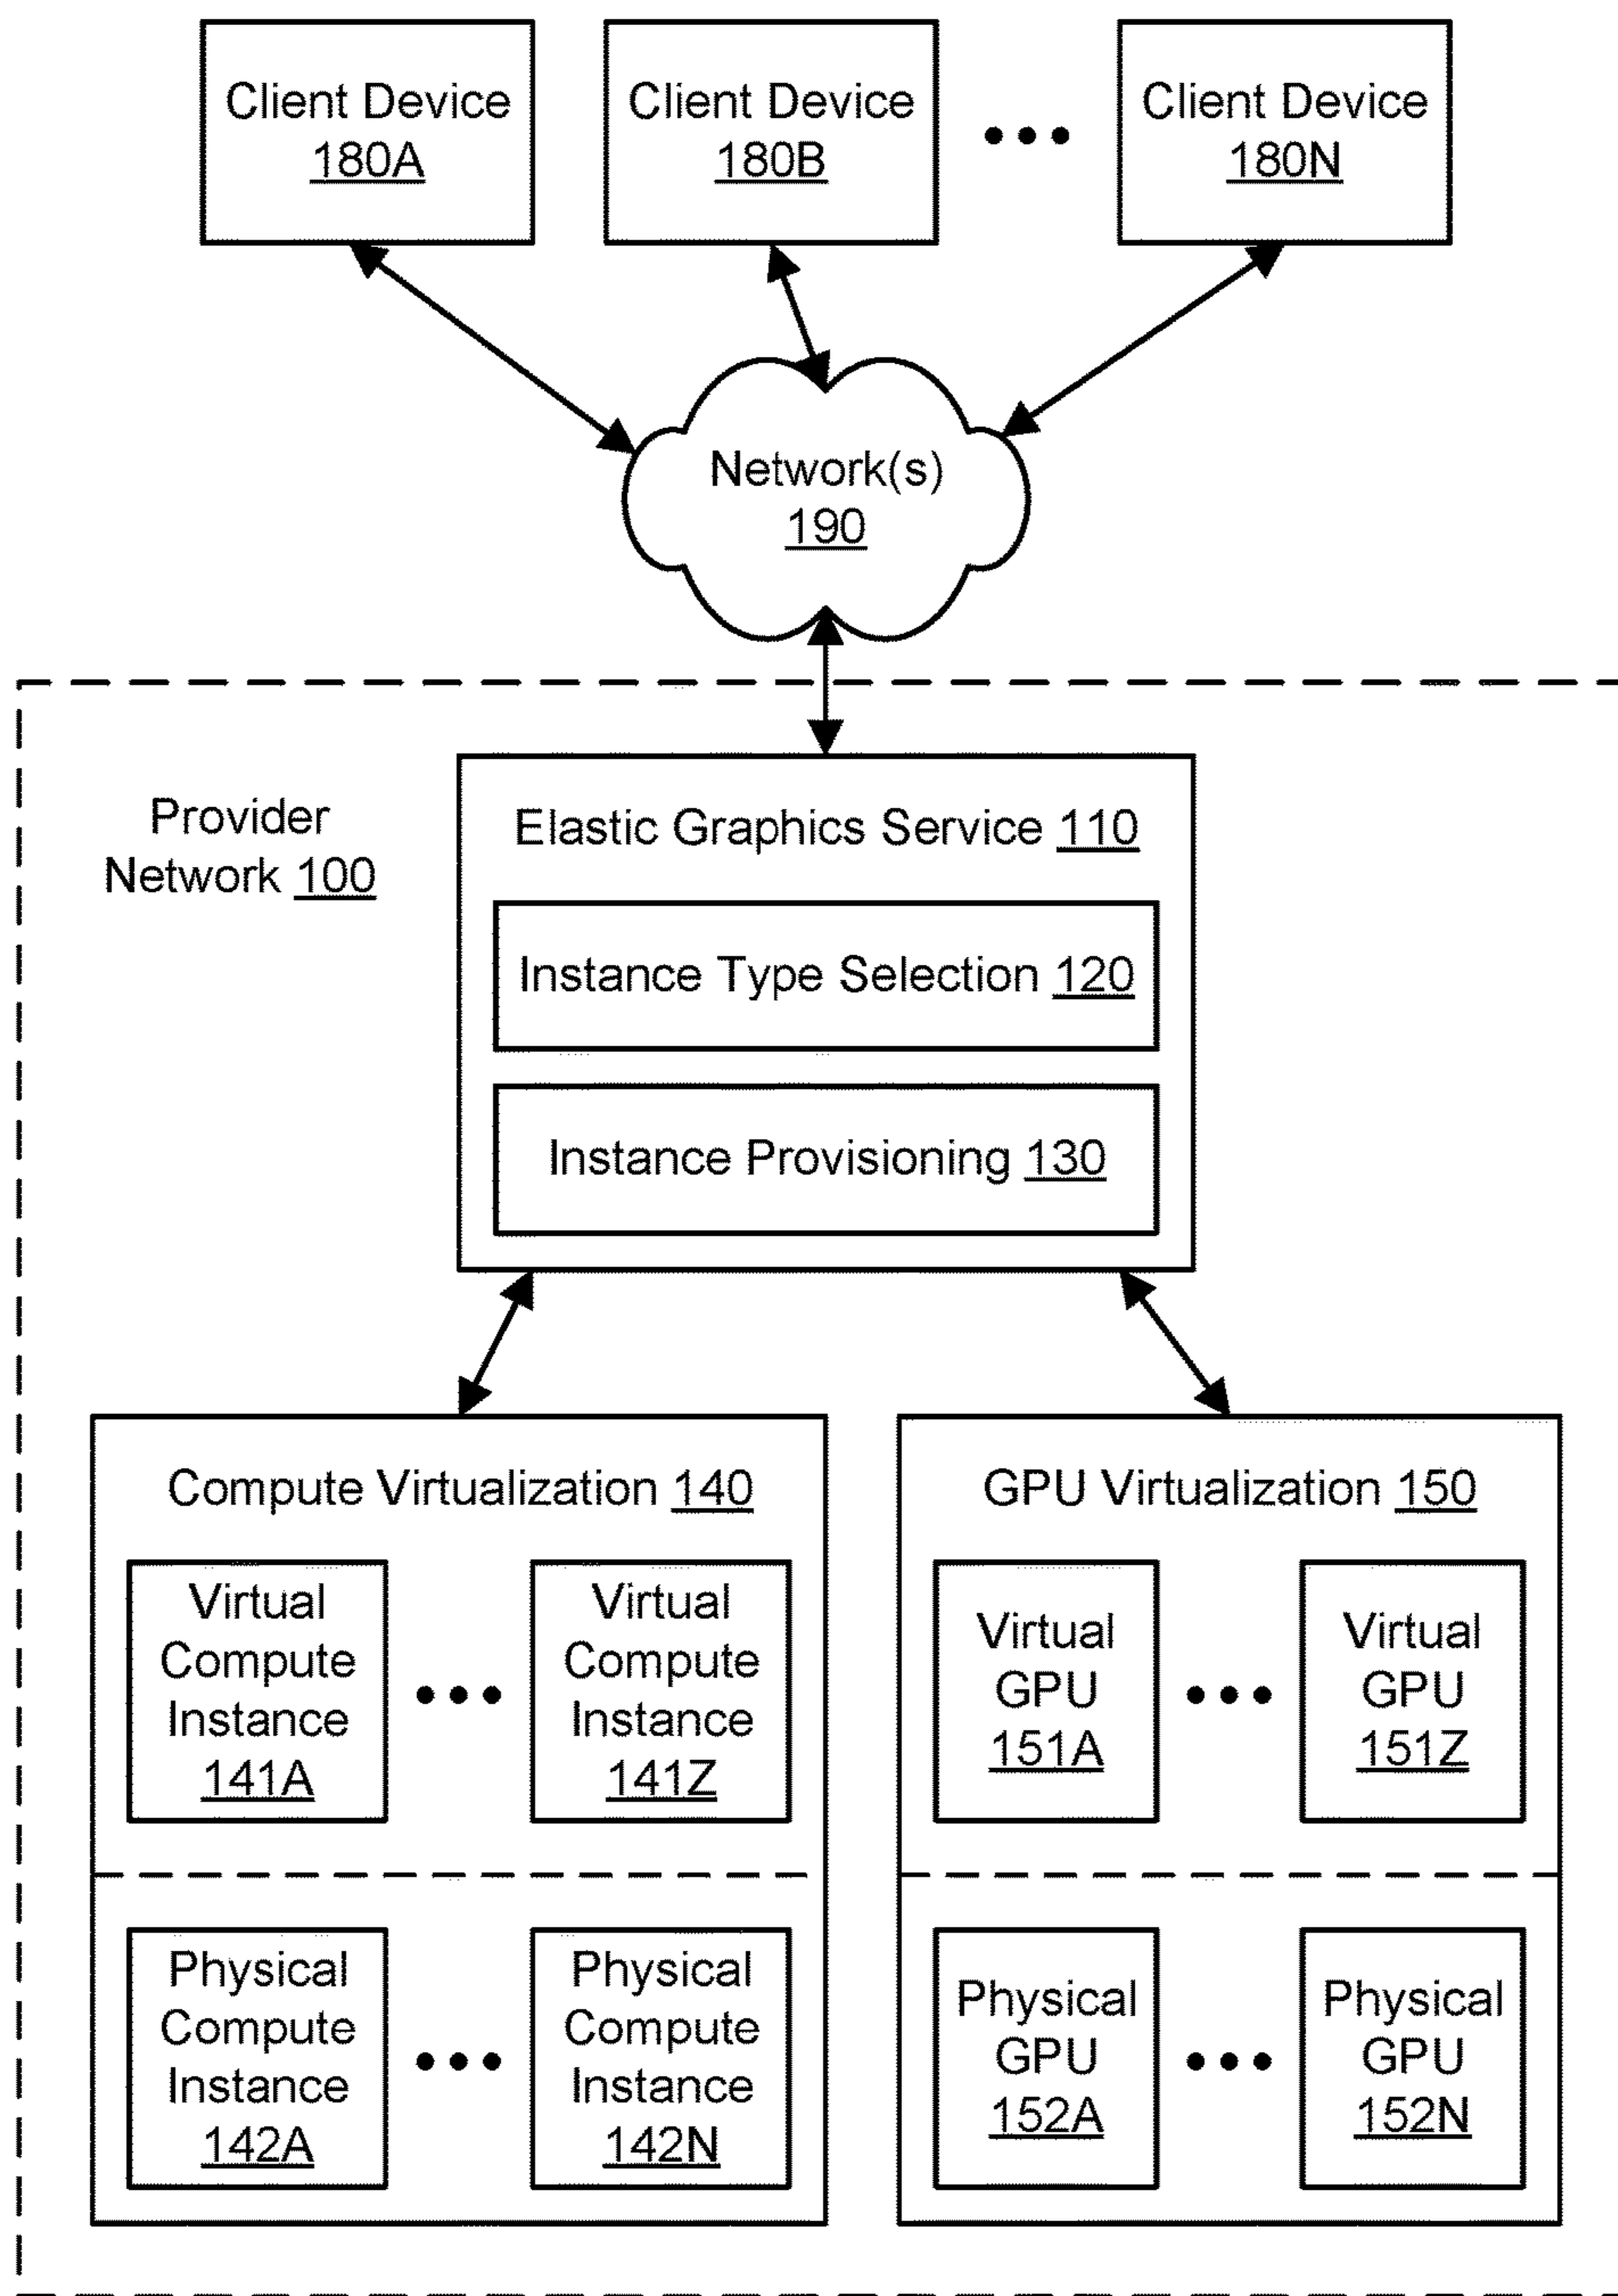 Client Device
180A
Client Device
180B
Client Device
180N
Network(s)
190
Provider
Network 100
Elastic Graphics Service 110
Instance Type Selection 120
Instance Provisioning 130
Compute Virtualization 140
Virtual
Compute
Instance
141A
Virtual
Compute
Instance
141Z
Physical
Compute
Instance
142A
Physical
Compute
Instance
142N
GPU Virtualization 150
Virtual
GPU
151A
Virtual
GPU
151Z
Physical
GPU
152A
Physical
GPU
152N